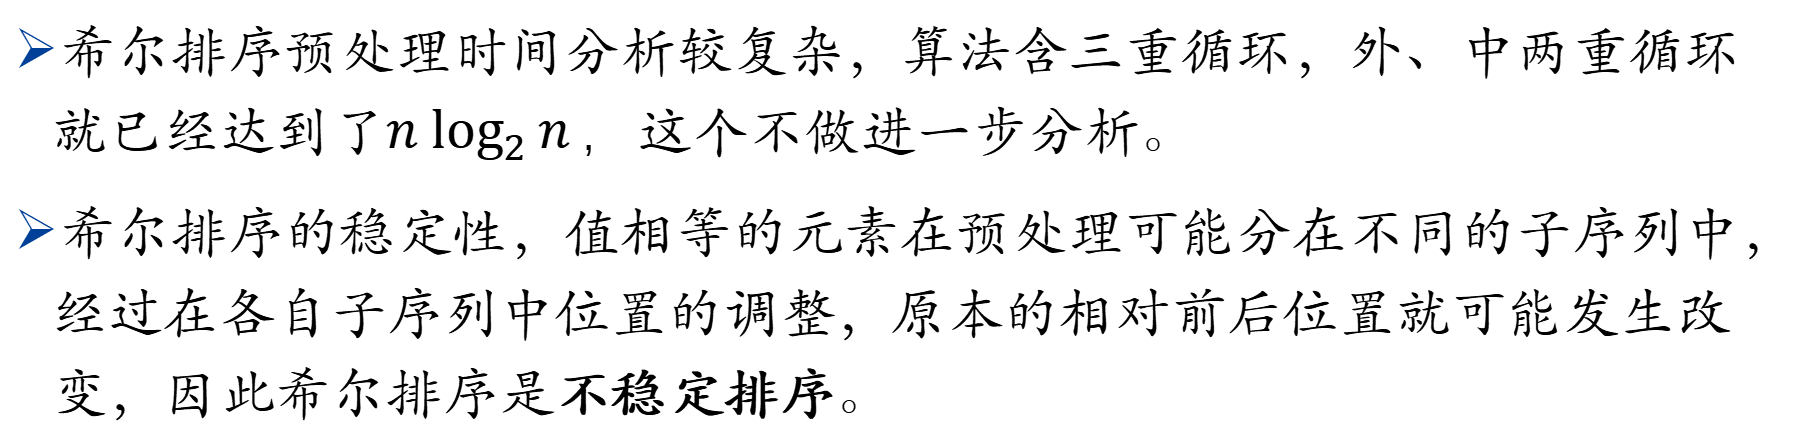 ➢希尔排序预处理时间分析较复杂，算法含三重循环，外、中两重循环
就已经达到了n log₂ n，这个不做进一步分析。
➢希尔排序的稳定性，值相等的元素在预处理可能分在不同的子序列中，
经过在各自子序列中位置的调整，原本的相对前后位置就可能发生改
变，因此希尔排序是不稳定排序。